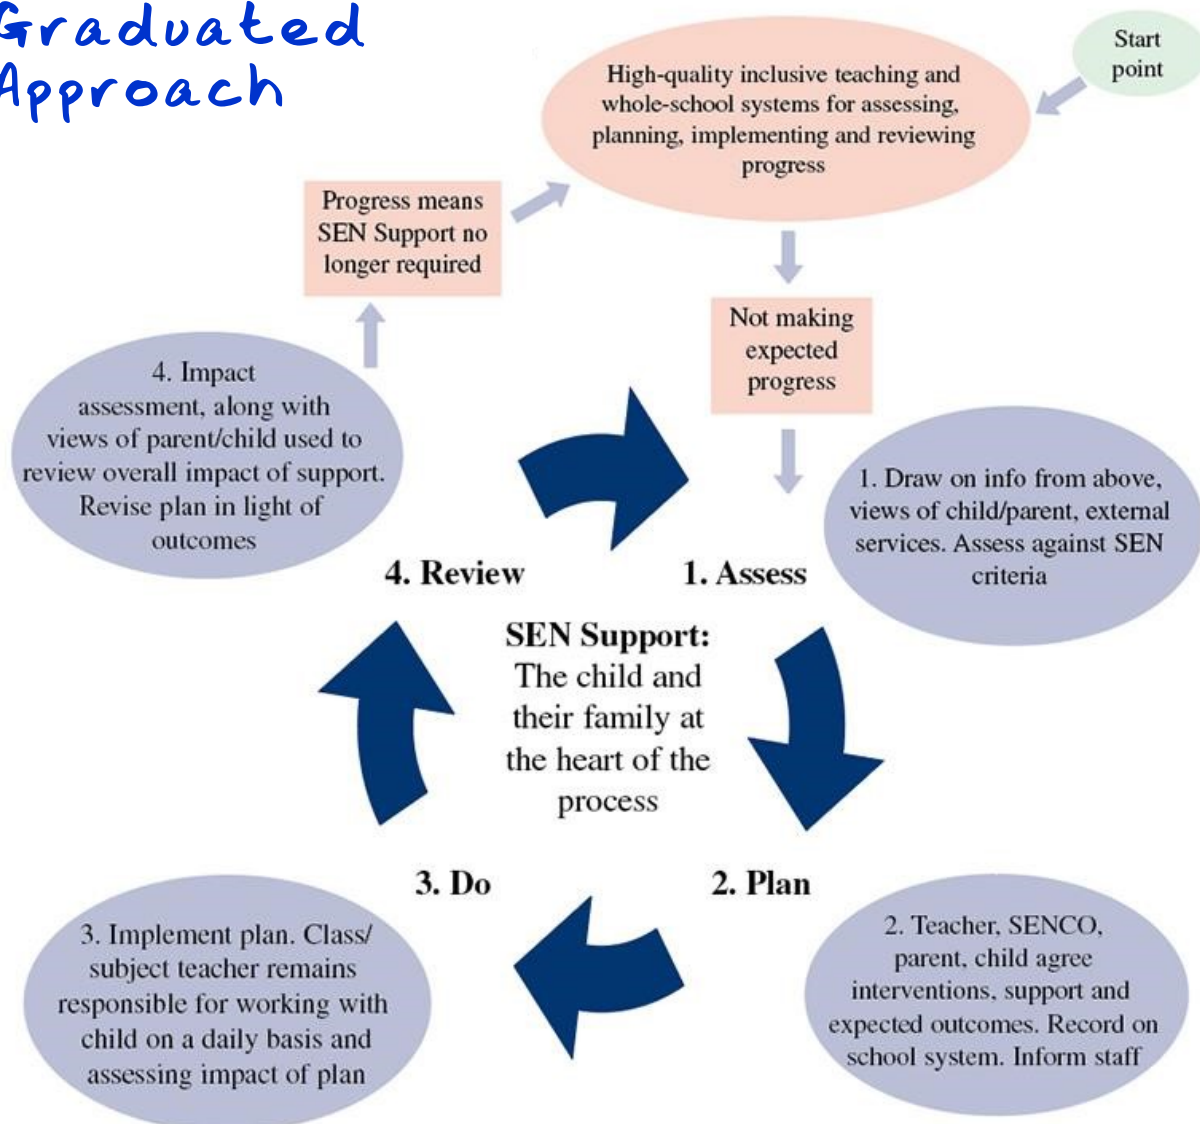 Graduated
Approach
Start
point
High-quality inclusive teaching and
whole-school systems for assessing,
planning, implementing and reviewing
progress
Progress means
SEN Support no
longer required
Not making
expected
progress
4. Impact
assessment, along with
views of parent/child used to
review overall impact of support.
Revise plan in light of
outcomes
1. Draw on info from above,
views of child/parent, external
services. Assess against SEN
criteria
4. Review
1. Assess
SEN Support:
The child and
their family at
the heart of the
process
3. Do
2. Plan
3. Implement plan. Class/
subject teacher remains
responsible for working with
child on a daily basis and
assessing impact of plan
2. Teacher, SENCO,
parent, child agree
interventions, support and
expected outcomes. Record on
school system. Inform staff